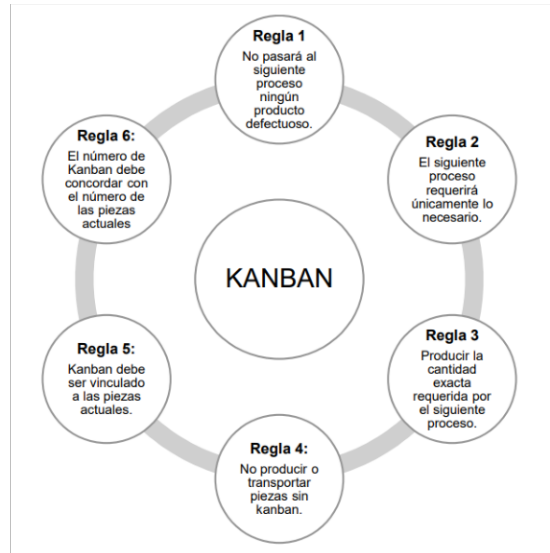 Regla 1
No pasará al
siguiente
proceso
ningún
producto
defectuoso.
Regla 2
El siguiente
proceso
requerirá
únicamente lo
necesario.
Regla 3
Producir la
cantidad
exacta
requerida por
el siguiente
proceso.
Regla 4:
No producir o
transportar
piezas sin
kanban.
Regla 5:
Kanban debe
ser vinculado
a las piezas
actuales.
Regla 6:
El número de
Kanban debe
concordar con
el número de
las piezas
actuales
KANBAN